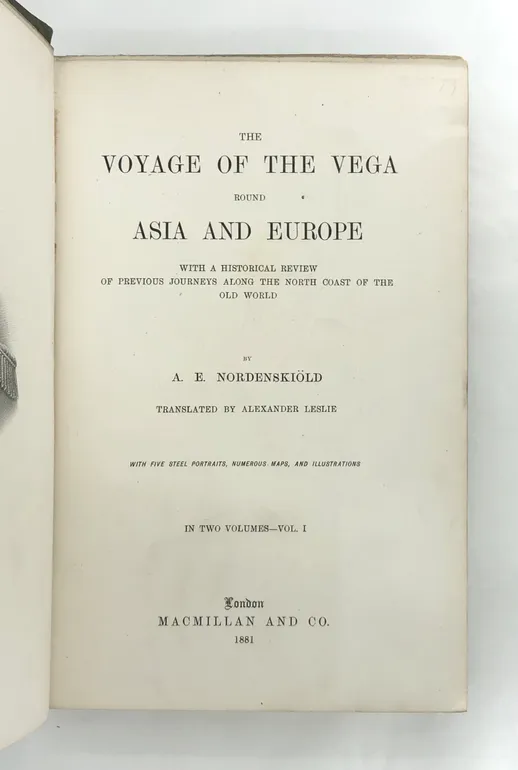 THE
VOYAGE OF THE VEGA
ROUND
ASIA AND EUROPE
WITH A HISTORICAL REVIEW
OF PREVIOUS JOURNEYS ALONG THE NORTH COAST OF THE
OLD WORLD
BY
A. E. NORDENSKIÖLD
TRANSLATED BY ALEXANDER LESLIE
WITH FIVE STEEL PORTRAITS, NUMEROUS MAPS, AND ILLUSTRATIONS
IN TWO VOLUMES—VOL. I
London
MACMILLAN AND CO.
1881